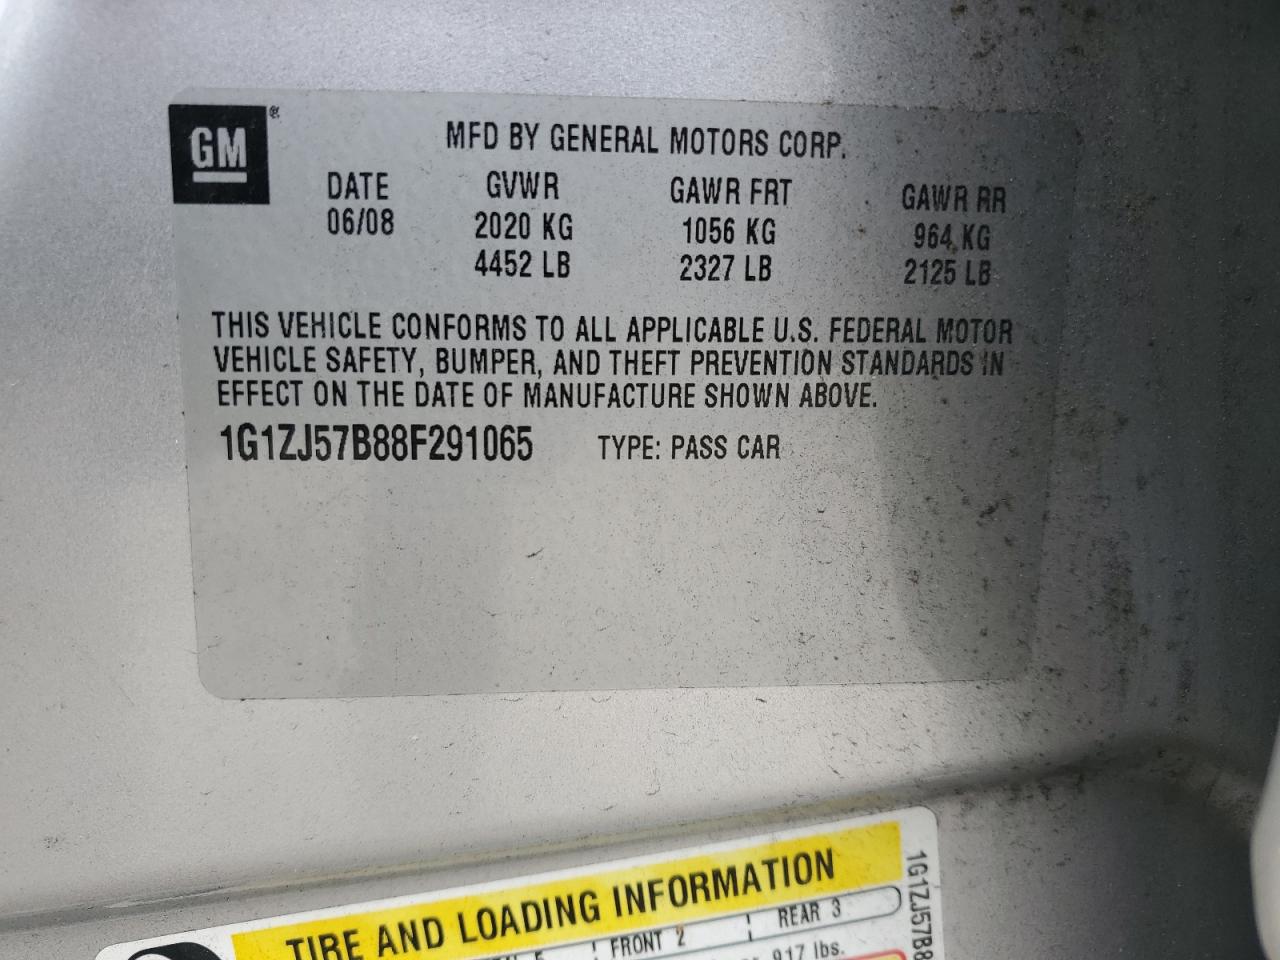 GM ®
MFD BY GENERAL MOTORS CORP.
DATE GVWR GAWR FRT GAWR RR
06/08 2020 KG 1056 KG 964 KG
4452 LB 2327 LB 2125 LB
THIS VEHICLE CONFORMS TO ALL APPLICABLE U.S. FEDERAL MOTOR
VEHICLE SAFETY, BUMPER, AND THEFT PREVENTION STANDARDS IN
EFFECT ON THE DATE OF MANUFACTURE SHOWN ABOVE.
1G1ZJ57B88F291065 TYPE: PASS CAR
TIRE AND LOADING INFORMATION
FRONT 2 REAR 3
917 lbs.
1G1ZJ57B8